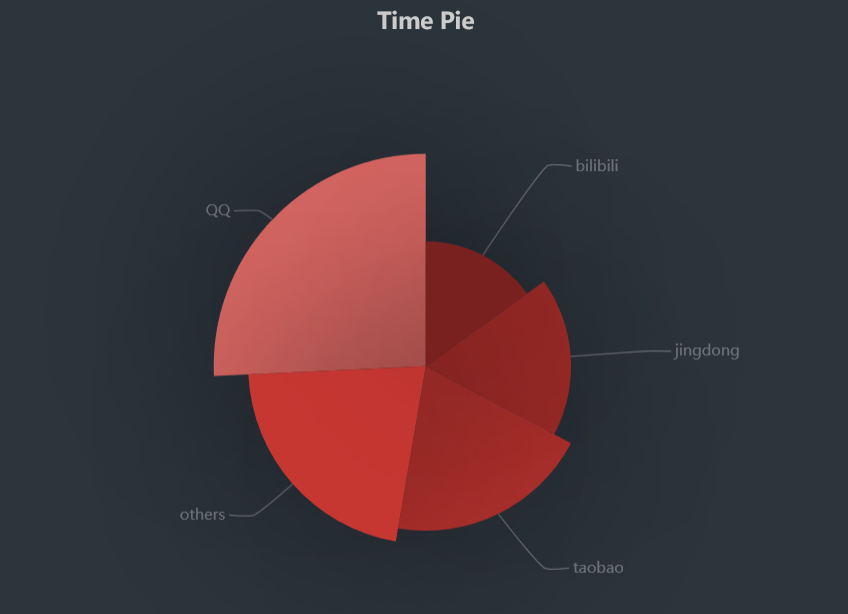 Time Pie
bilibili
QQ
jingdong
others
taobao